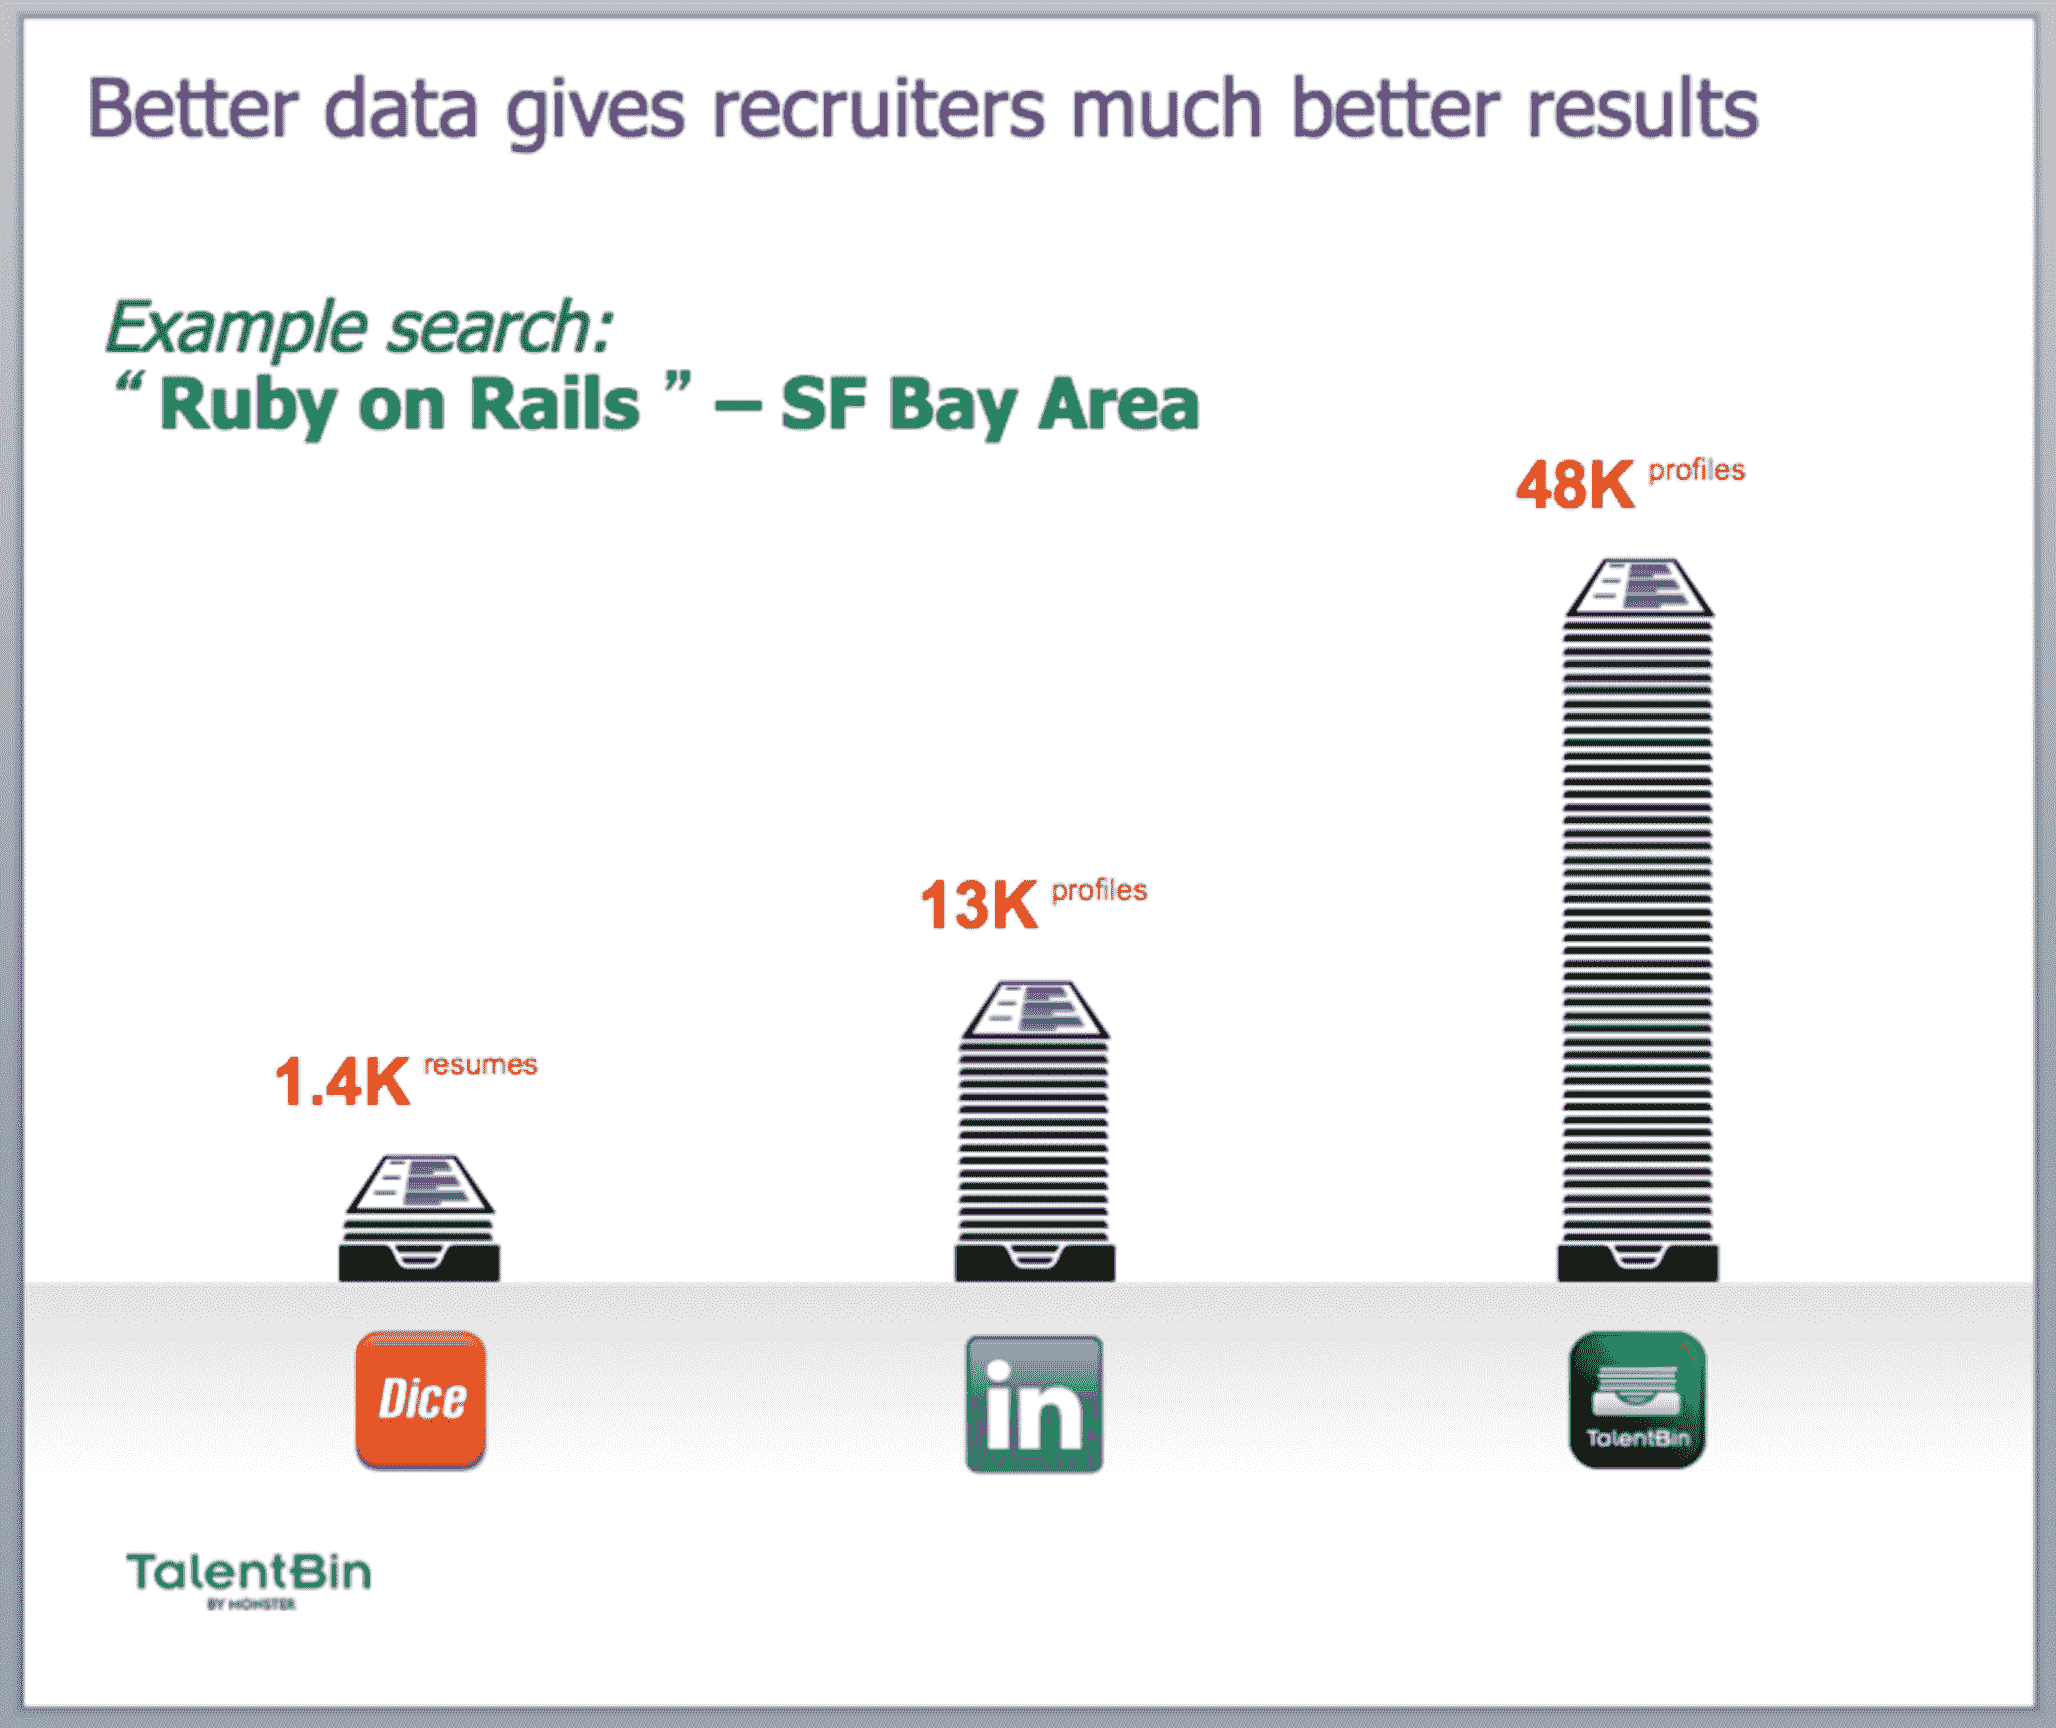 Better data gives recruiters much better results
Example search:
“ Ruby on Rails ” – SF Bay Area
48K profiles
13K profiles
1.4K resumes
Dice
in
TalentBin
TalentBin
BY MONSTER